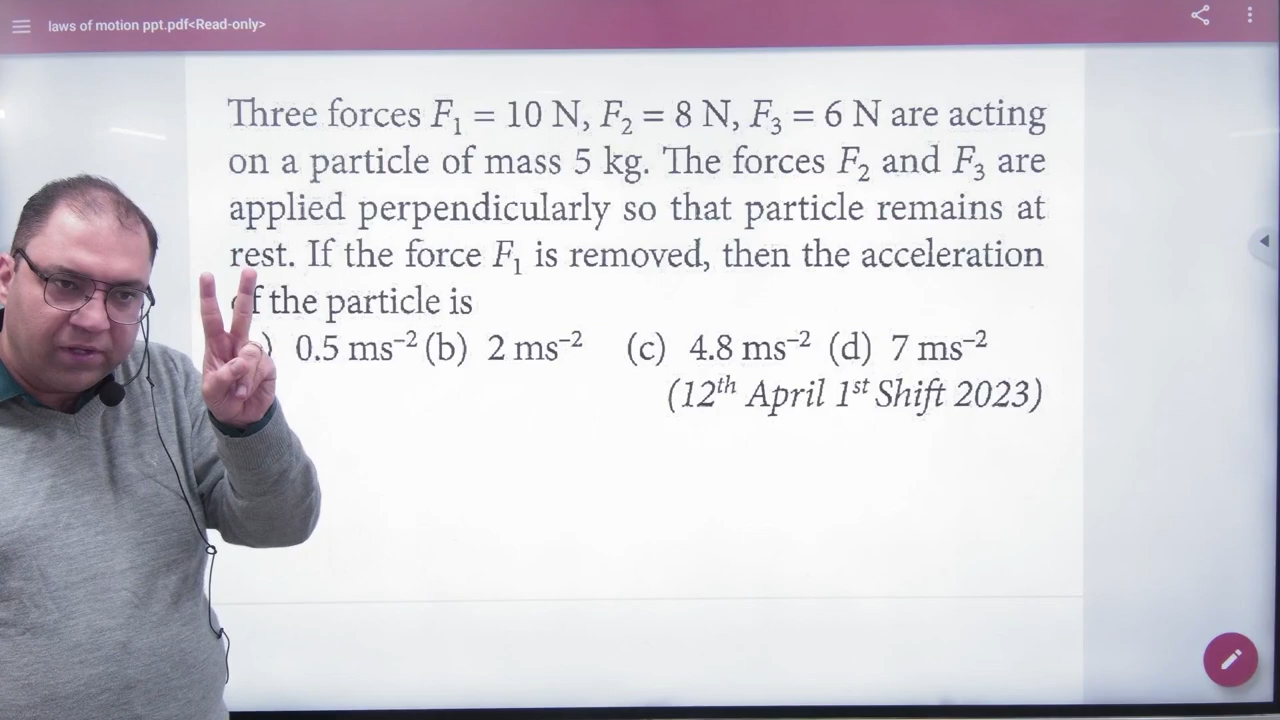 laws of motion ppt.pdf<Read-only>
Three forces F₁ = 10 N, F₂ = 8 N, F₃ = 6 N are acting
on a particle of mass 5 kg. The forces F₂ and F₃ are
applied perpendicularly so that particle remains at
rest. If the force F₁ is removed, then the acceleration
of the particle is
) 0.5 ms⁻² (b) 2 ms⁻² (c) 4.8 ms⁻² (d) 7 ms⁻²
(12ᵗʰ April 1ˢᵗ Shift 2023)